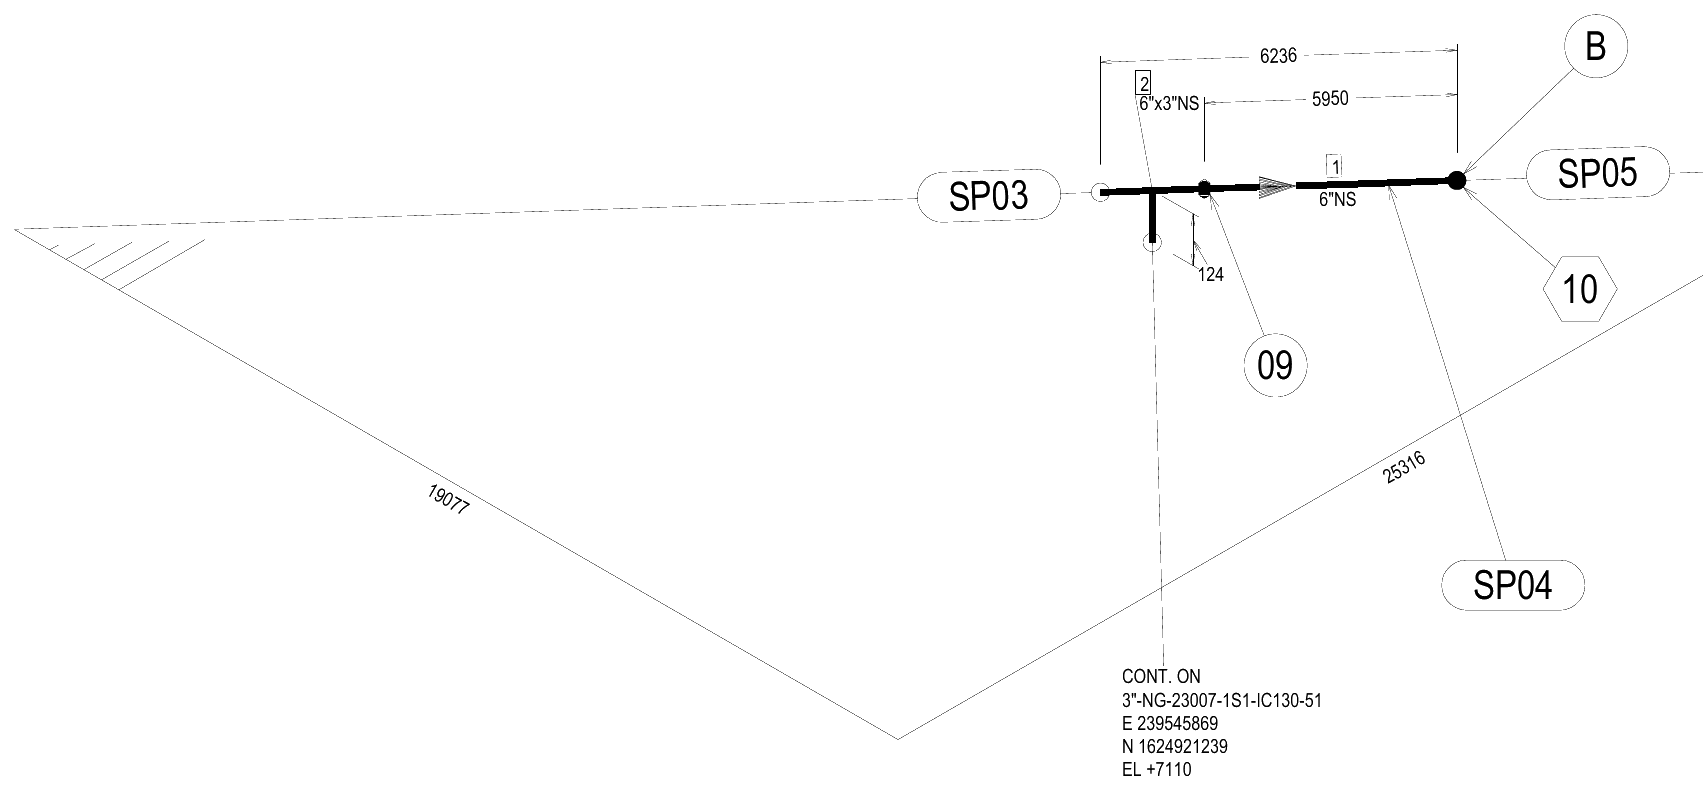 B
6236
2
6"x3"NS
5950
1
SP03
SP05
6"NS
124
10
09
25316
19077
SP04
CONT. ON
3"-NG-23007-1S1-IC130-51
E 239545869
N 1624921239
EL +7110